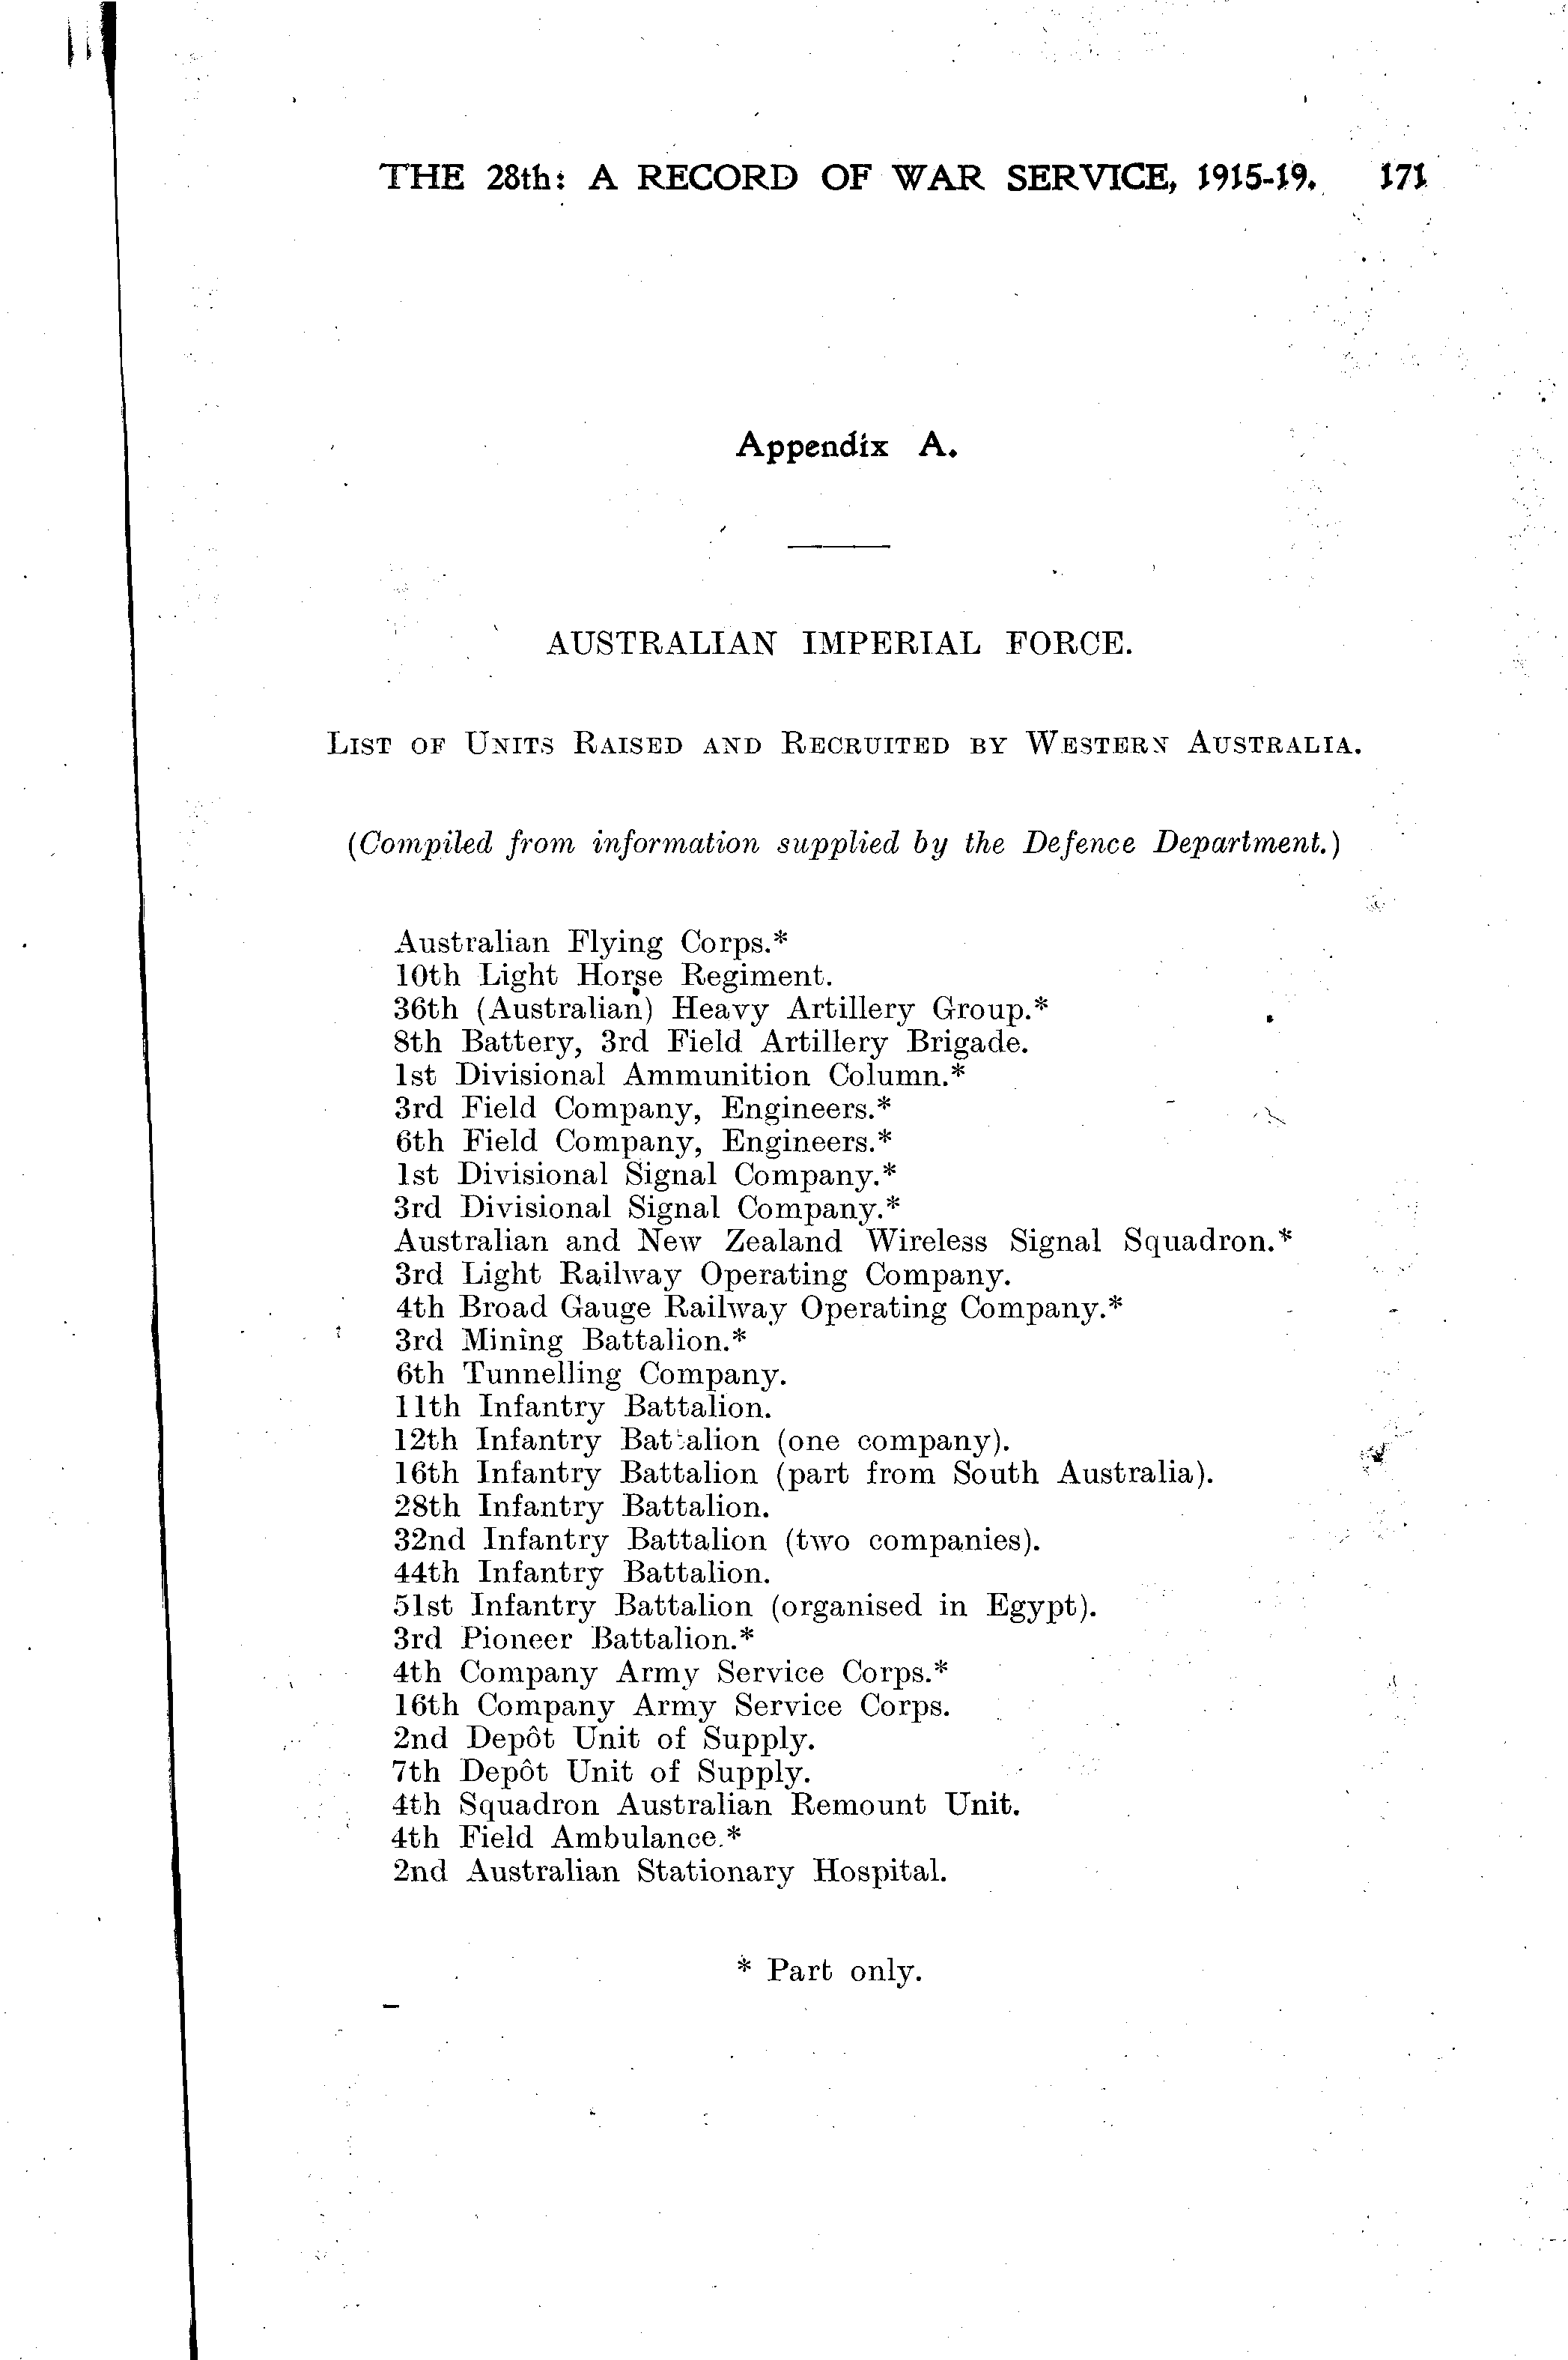 THE 28th: A RECORD OF WAR SERVICE, 1915-19. 171
Appendix A.
AUSTRALIAN IMPERIAL FORCE.
LIST OF UNITS RAISED AND RECRUITED BY WESTERN AUSTRALIA.
(Compiled from information supplied by the Defence Department.)
Australian Flying Corps.*
10th Light Horse Regiment.
36th (Australian) Heavy Artillery Group.*
8th Battery, 3rd Field Artillery Brigade.
1st Divisional Ammunition Column.*
3rd Field Company, Engineers.*
6th Field Company, Engineers.*
1st Divisional Signal Company.*
3rd Divisional Signal Company.*
Australian and New Zealand Wireless Signal Squadron.*
3rd Light Railway Operating Company.
4th Broad Gauge Railway Operating Company.*
3rd Mining Battalion.*
6th Tunnelling Company.
11th Infantry Battalion.
12th Infantry Battalion (one company).
16th Infantry Battalion (part from South Australia).
28th Infantry Battalion.
32nd Infantry Battalion (two companies).
44th Infantry Battalion.
51st Infantry Battalion (organised in Egypt).
3rd Pioneer Battalion.*
4th Company Army Service Corps.*
16th Company Army Service Corps.
2nd Depôt Unit of Supply.
7th Depôt Unit of Supply.
4th Squadron Australian Remount Unit.
4th Field Ambulance.*
2nd Australian Stationary Hospital.
* Part only.